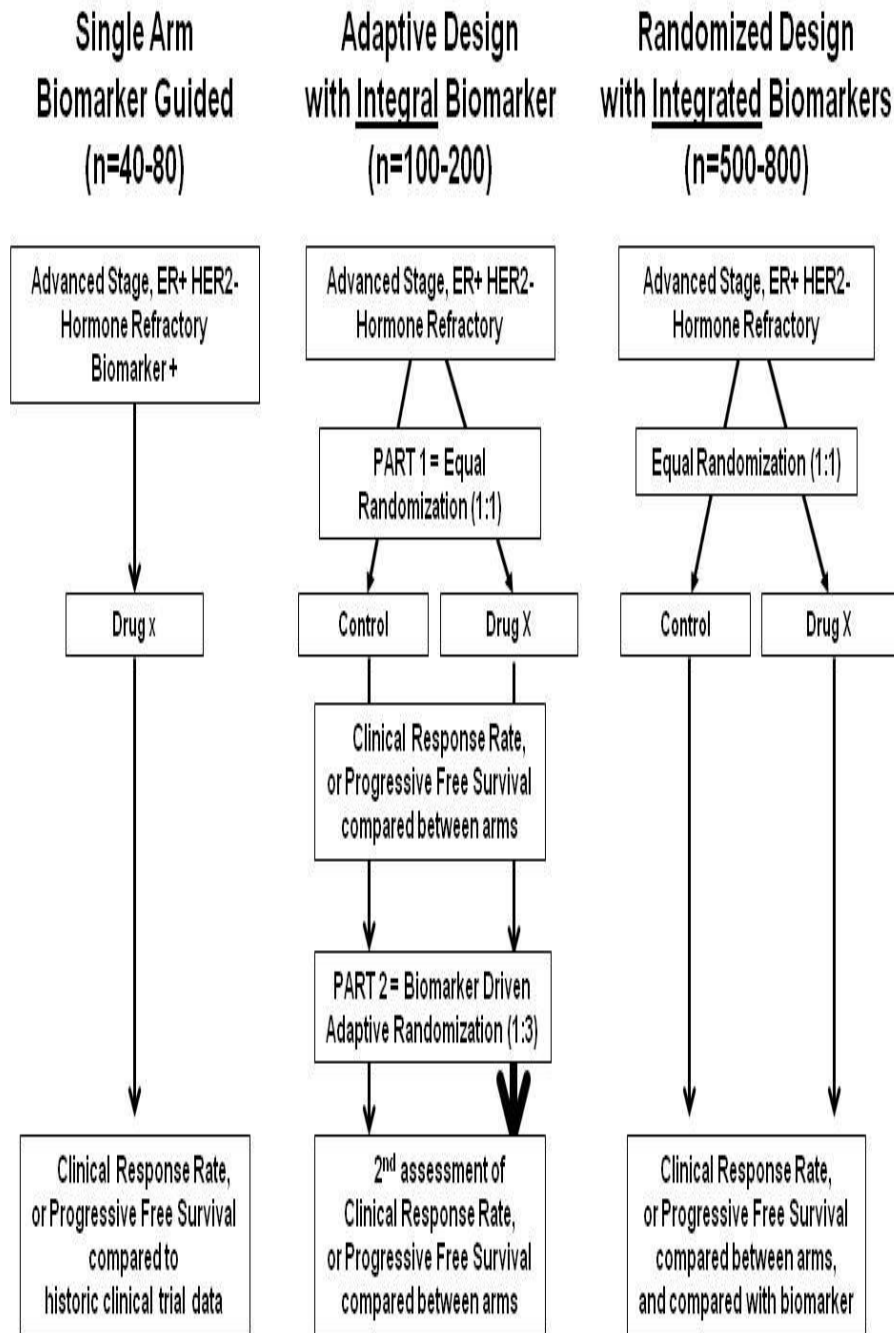 Single Arm
Biomarker Guided
(n=40-80)
Advanced Stage, ER+ HER2-
Hormone Refractory
Biomarker +
Drug x
Clinical Response Rate,
or Progressive Free Survival
compared to
historic clinical trial data
Adaptive Design
with Integral Biomarker
(n=100-200)
Advanced Stage, ER+ HER2-
Hormone Refractory
PART 1 = Equal
Randomization (1:1)
Control
Drug X
Clinical Response Rate,
or Progressive Free Survival
compared between arms
PART 2 = Biomarker Driven
Adaptive Randomization (1:3)
2nd assessment of
Clinical Response Rate,
or Progressive Free Survival
compared between arms
Randomized Design
with Integrated Biomarkers
(n=500-800)
Advanced Stage, ER+ HER2-
Hormone Refractory
Equal Randomization (1:1)
Control
Drug X
Clinical Response Rate,
or Progressive Free Survival
compared between arms,
and compared with biomarker